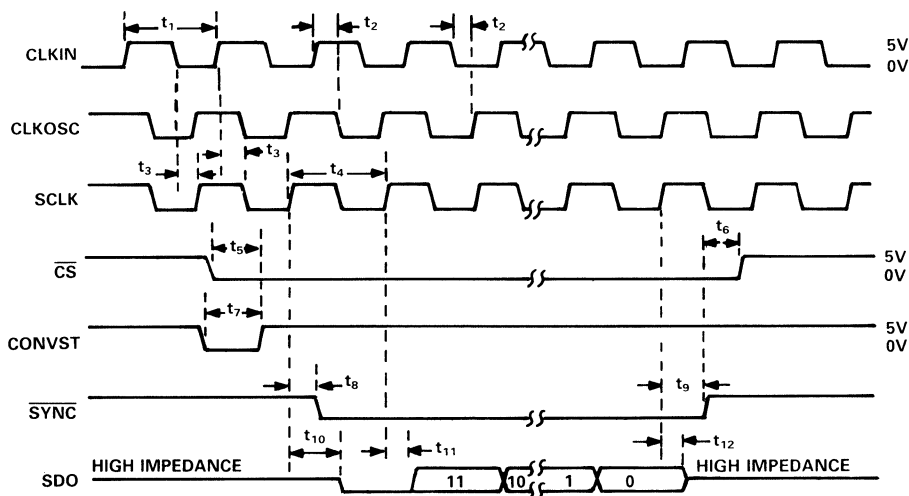 t1 t2 t2
CLKIN 5V
0V
CLKOSC
t3 t3 t4
SCLK
t5 t6
CS 5V
0V
t7
CONVST 5V
0V
t8 t9
SYNC
t10 t11 t12
HIGH IMPEDANCE HIGH IMPEDANCE
SDO 11 10 1 0